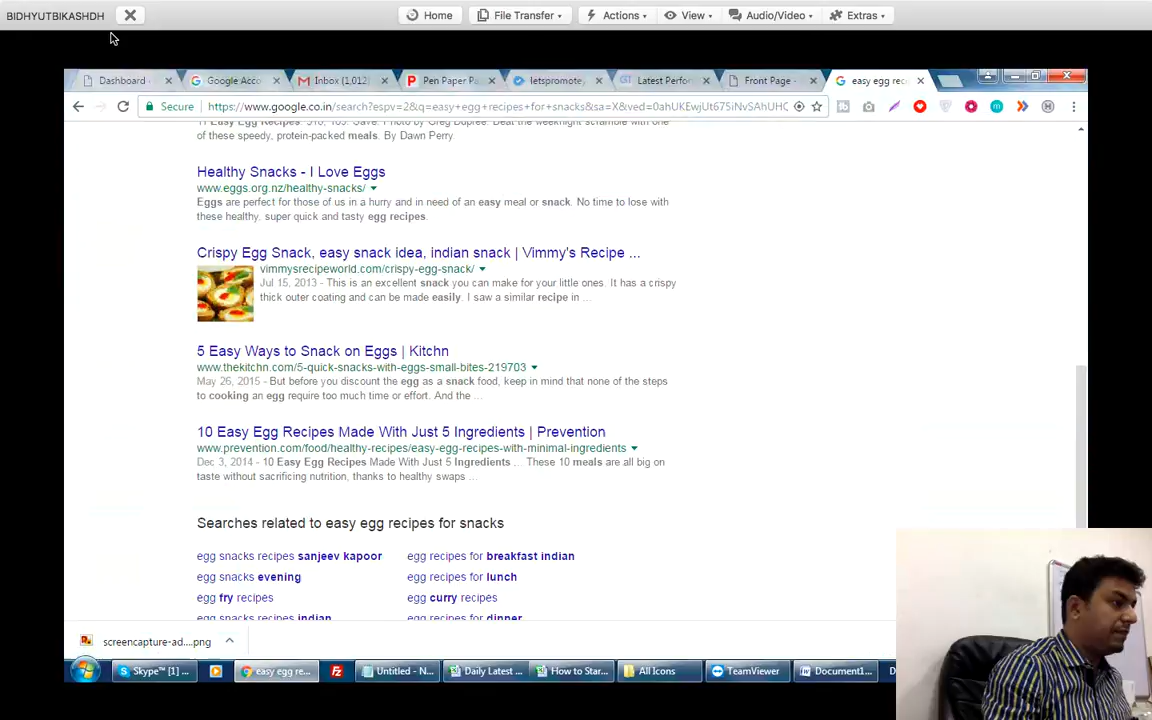 BIDHYUTBIKASHDH
Home
File Transfer
Actions
View
Audio/Video
Extras
Dashboard
Google Acco
Inbox (1,012)
Pen Paper Pa
letspromote.
Latest Perfor
Front Page -
easy egg rec
Secure
https://www.google.co.in/search?espv=2&q=easy+egg+recipes+for+snacks&sa=X&ved=0ahUKEwjUt675iNvSAhUHC
of these speedy, protein-packed meals. By Dawn Perry.
Healthy Snacks - I Love Eggs
www.eggs.org.nz/healthy-snacks/
Eggs are perfect for those of us in a hurry and in need of an easy meal or snack. No time to lose with
these healthy, super quick and tasty egg recipes.
Crispy Egg Snack, easy snack idea, indian snack | Vimmy's Recipe ...
vimmysrecipeworld.com/crispy-egg-snack/
Jul 15, 2013 - This is an excellent snack you can make for your little ones. It has a crispy
thick outer coating and can be made easily. I saw a similar recipe in ...
5 Easy Ways to Snack on Eggs | Kitchn
www.thekitchn.com/5-quick-snacks-with-eggs-small-bites-219703
May 26, 2015 - But before you discount the egg as a snack food, keep in mind that none of the steps
to cooking an egg require too much time or effort. And the ...
10 Easy Egg Recipes Made With Just 5 Ingredients | Prevention
www.prevention.com/food/healthy-recipes/easy-egg-recipes-with-minimal-ingredients
Dec 3, 2014 - 10 Easy Egg Recipes Made With Just 5 Ingredients ... These 10 meals are all big on
taste without sacrificing nutrition, thanks to healthy swaps ...
Searches related to easy egg recipes for snacks
egg snacks recipes sanjeev kapoor
egg recipes for breakfast indian
egg snacks evening
egg recipes for lunch
egg fry recipes
egg curry recipes
egg snacks recipes indian
egg recipes for dinner
screencapture-ad....png
Skype™ [1] ...
easy egg re...
Untitled - N...
Daily Latest ...
How to Star...
All Icons
TeamViewer
Document1...